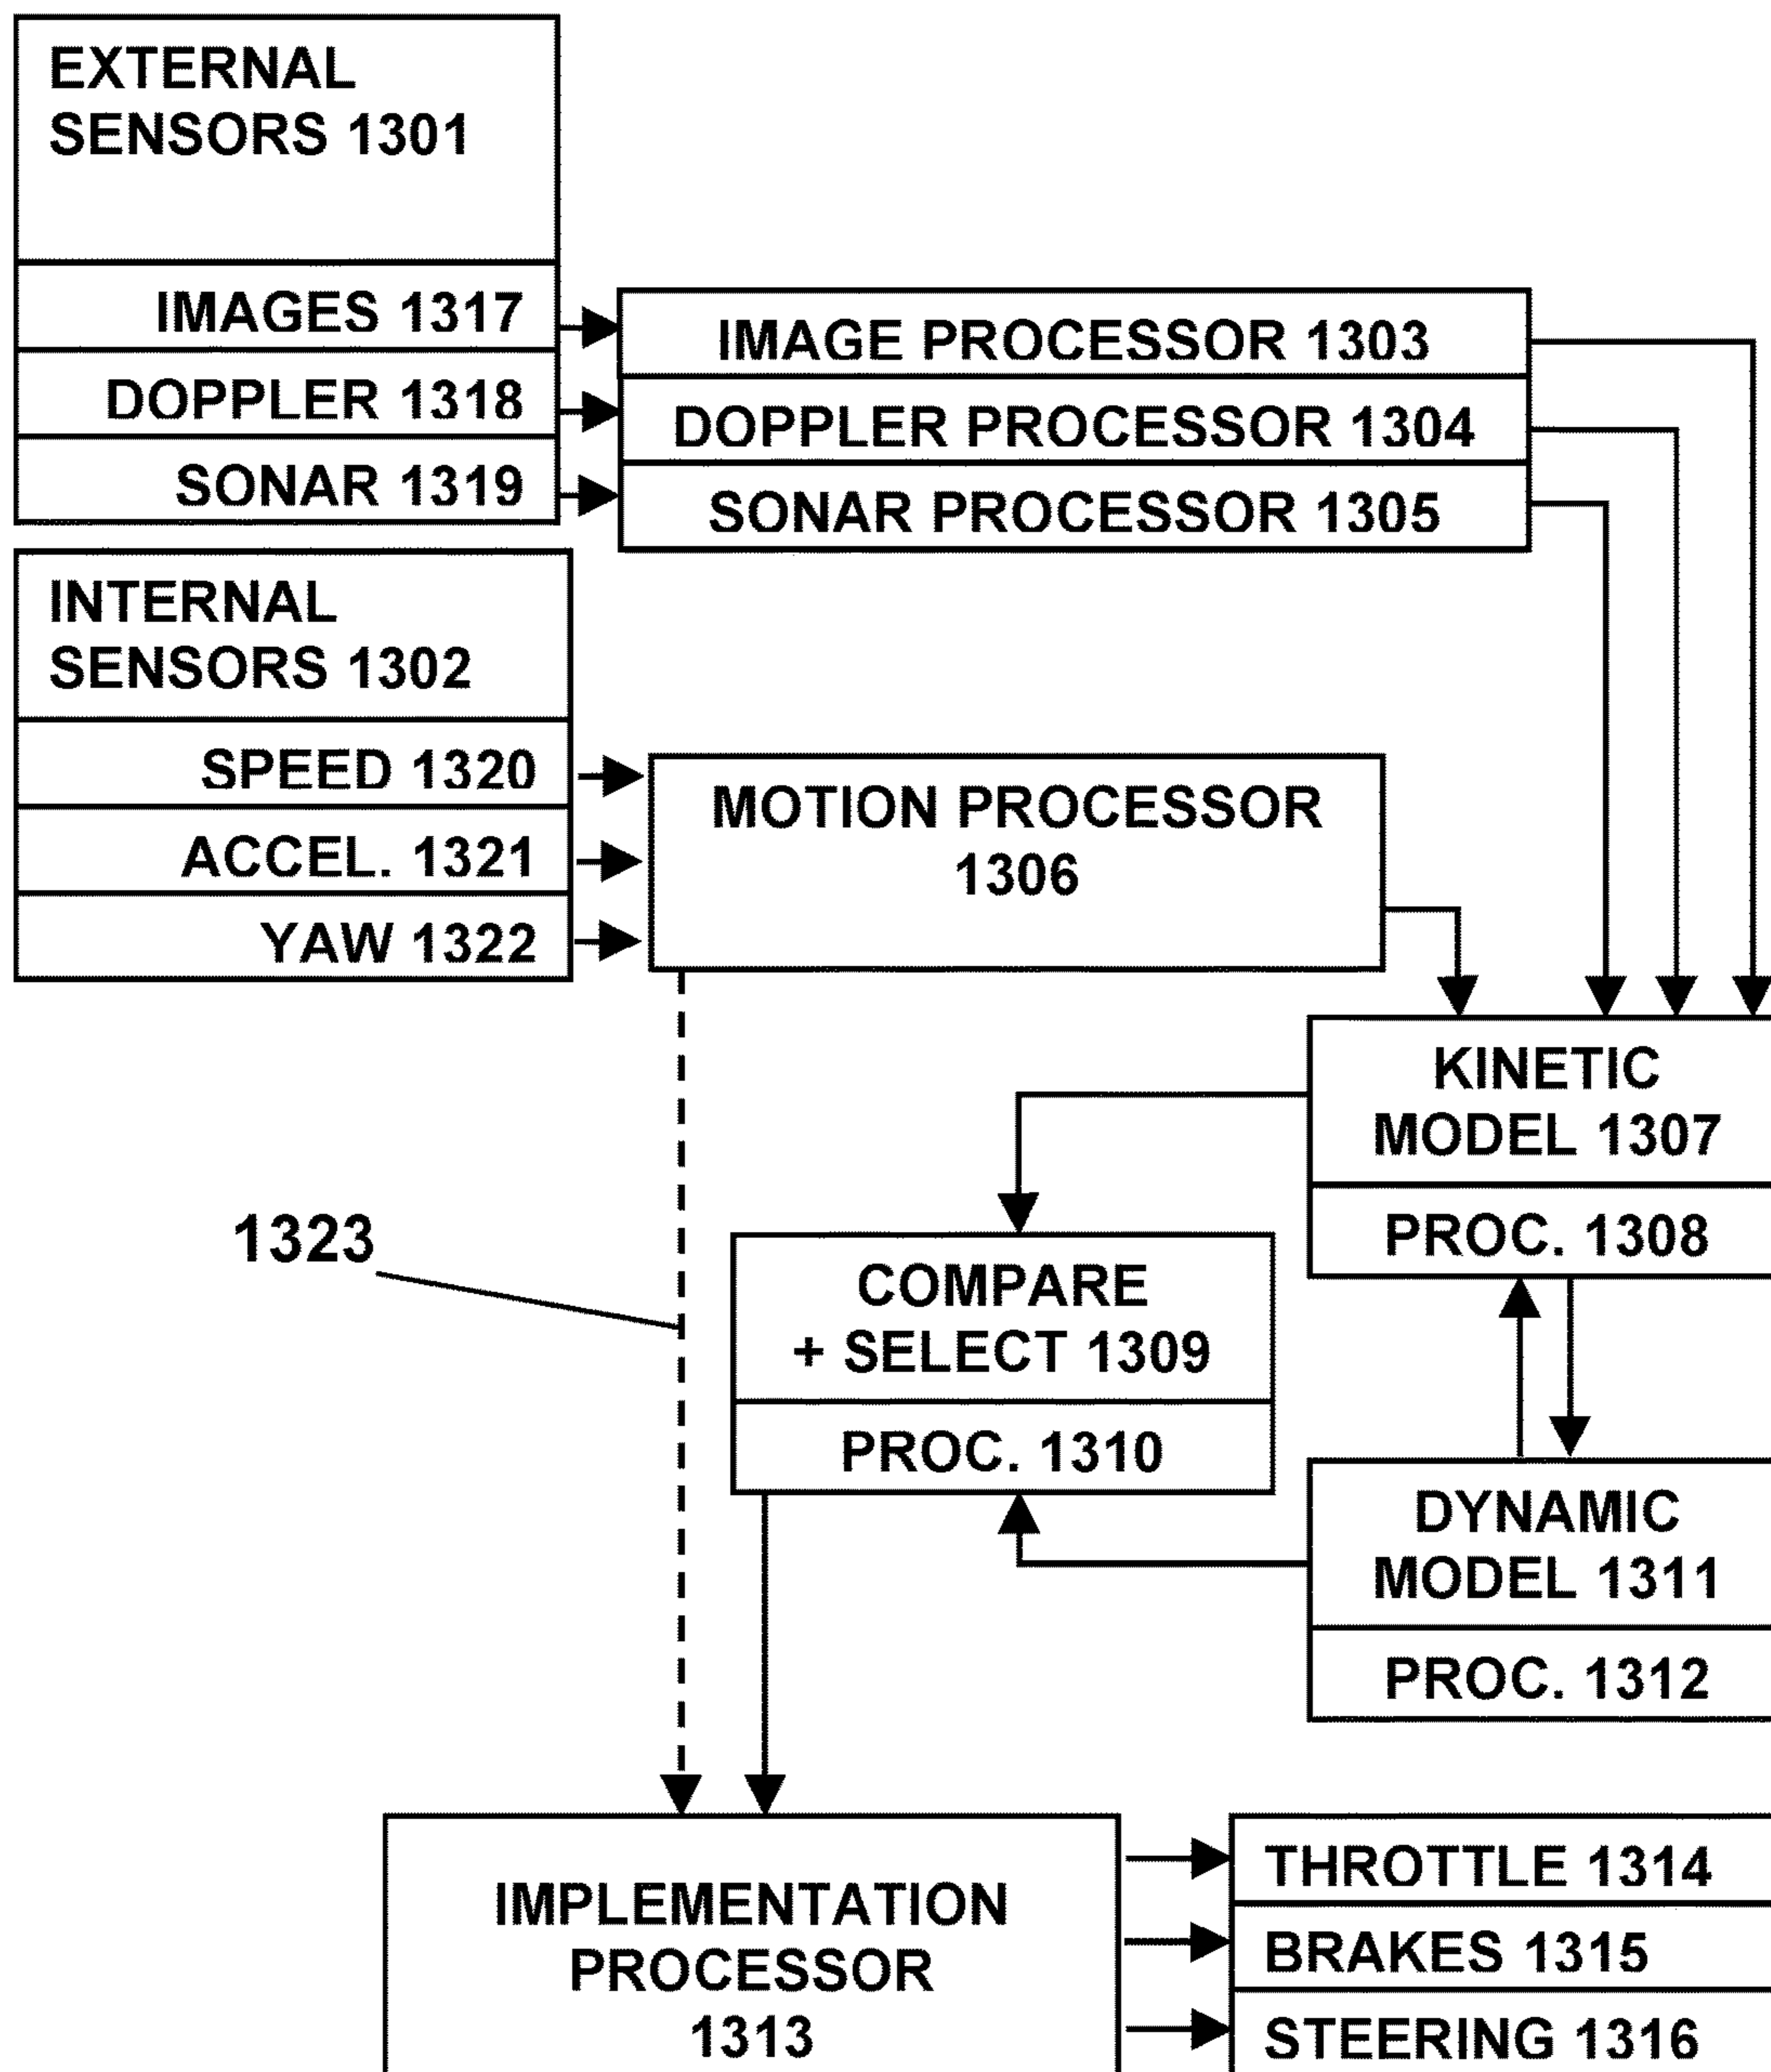 EXTERNAL
SENSORS 1301
IMAGES 1317
DOPPLER 1318
SONAR 1319
IMAGE PROCESSOR 1303
DOPPLER PROCESSOR 1304
SONAR PROCESSOR 1305
INTERNAL
SENSORS 1302
SPEED 1320
ACCEL. 1321
YAW 1322
MOTION PROCESSOR
1306
KINETIC
MODEL 1307
PROC. 1308
1323
COMPARE
+ SELECT 1309
PROC. 1310
DYNAMIC
MODEL 1311
PROC. 1312
IMPLEMENTATION
PROCESSOR
1313
THROTTLE 1314
BRAKES 1315
STEERING 1316